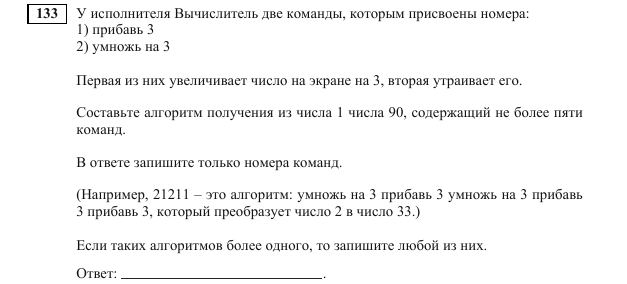 133 У исполнителя Вычислитель две команды, которым присвоены номера:
1) прибавь 3
2) умножь на 3
Первая из них увеличивает число на экране на 3, вторая утраивает его.
Составьте алгоритм получения из числа 1 числа 90, содержащий не более пяти
команд.
В ответе запишите только номера команд.
(Например, 21211 – это алгоритм: умножь на 3 прибавь 3 умножь на 3 прибавь
3 прибавь 3, который преобразует число 2 в число 33.)
Если таких алгоритмов более одного, то запишите любой из них.
Ответ: ______________________.